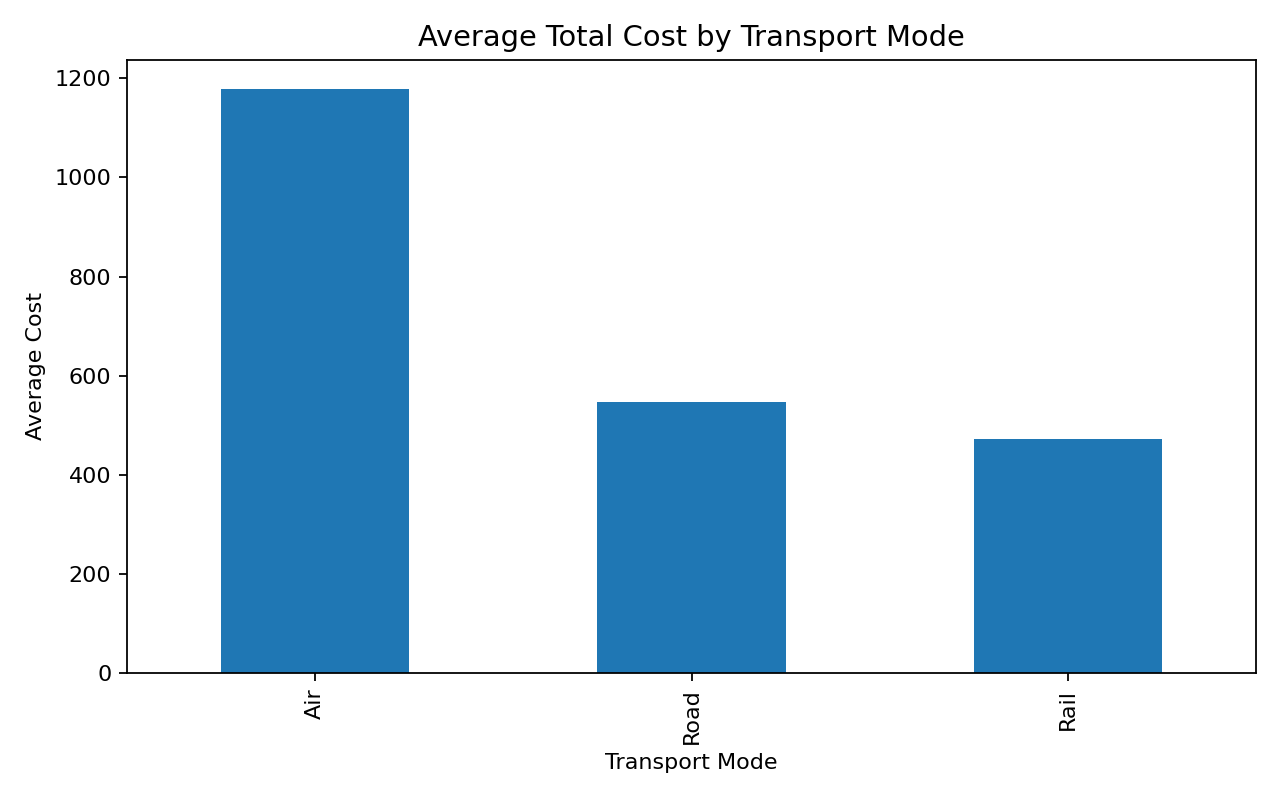 Average Total Cost by Transport Mode
Average Cost
1200
1000
800
600
400
200
0
Air
Road
Rail
Transport Mode